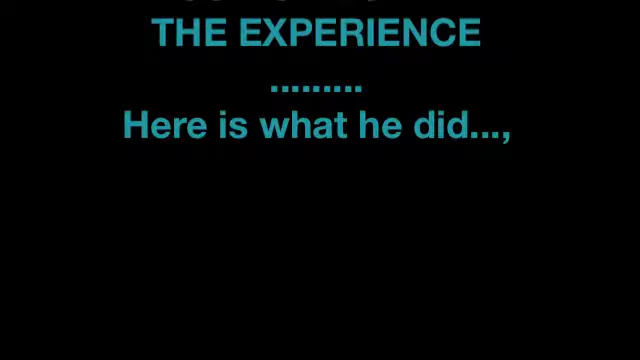 THE EXPERIENCE
.........
Here is what he did...,